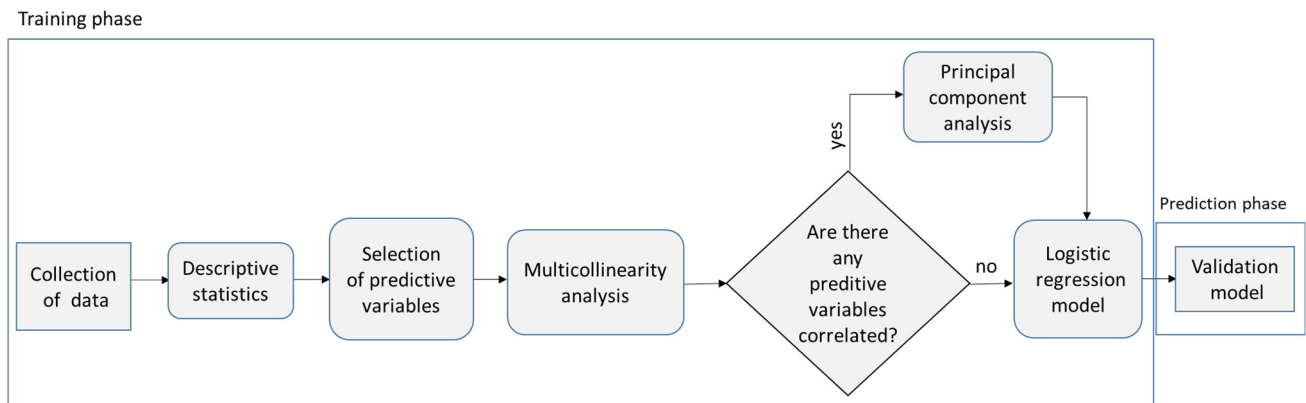 Training phase
Principal
component
analysis
yes
Prediction phase
Collection
of data
Descriptive
statistics
Selection
of predictive
variables
Multicollinearity
analysis
Are there
any
preditive
variables
correlated?
no
Logistic
regression
model
Validation
model